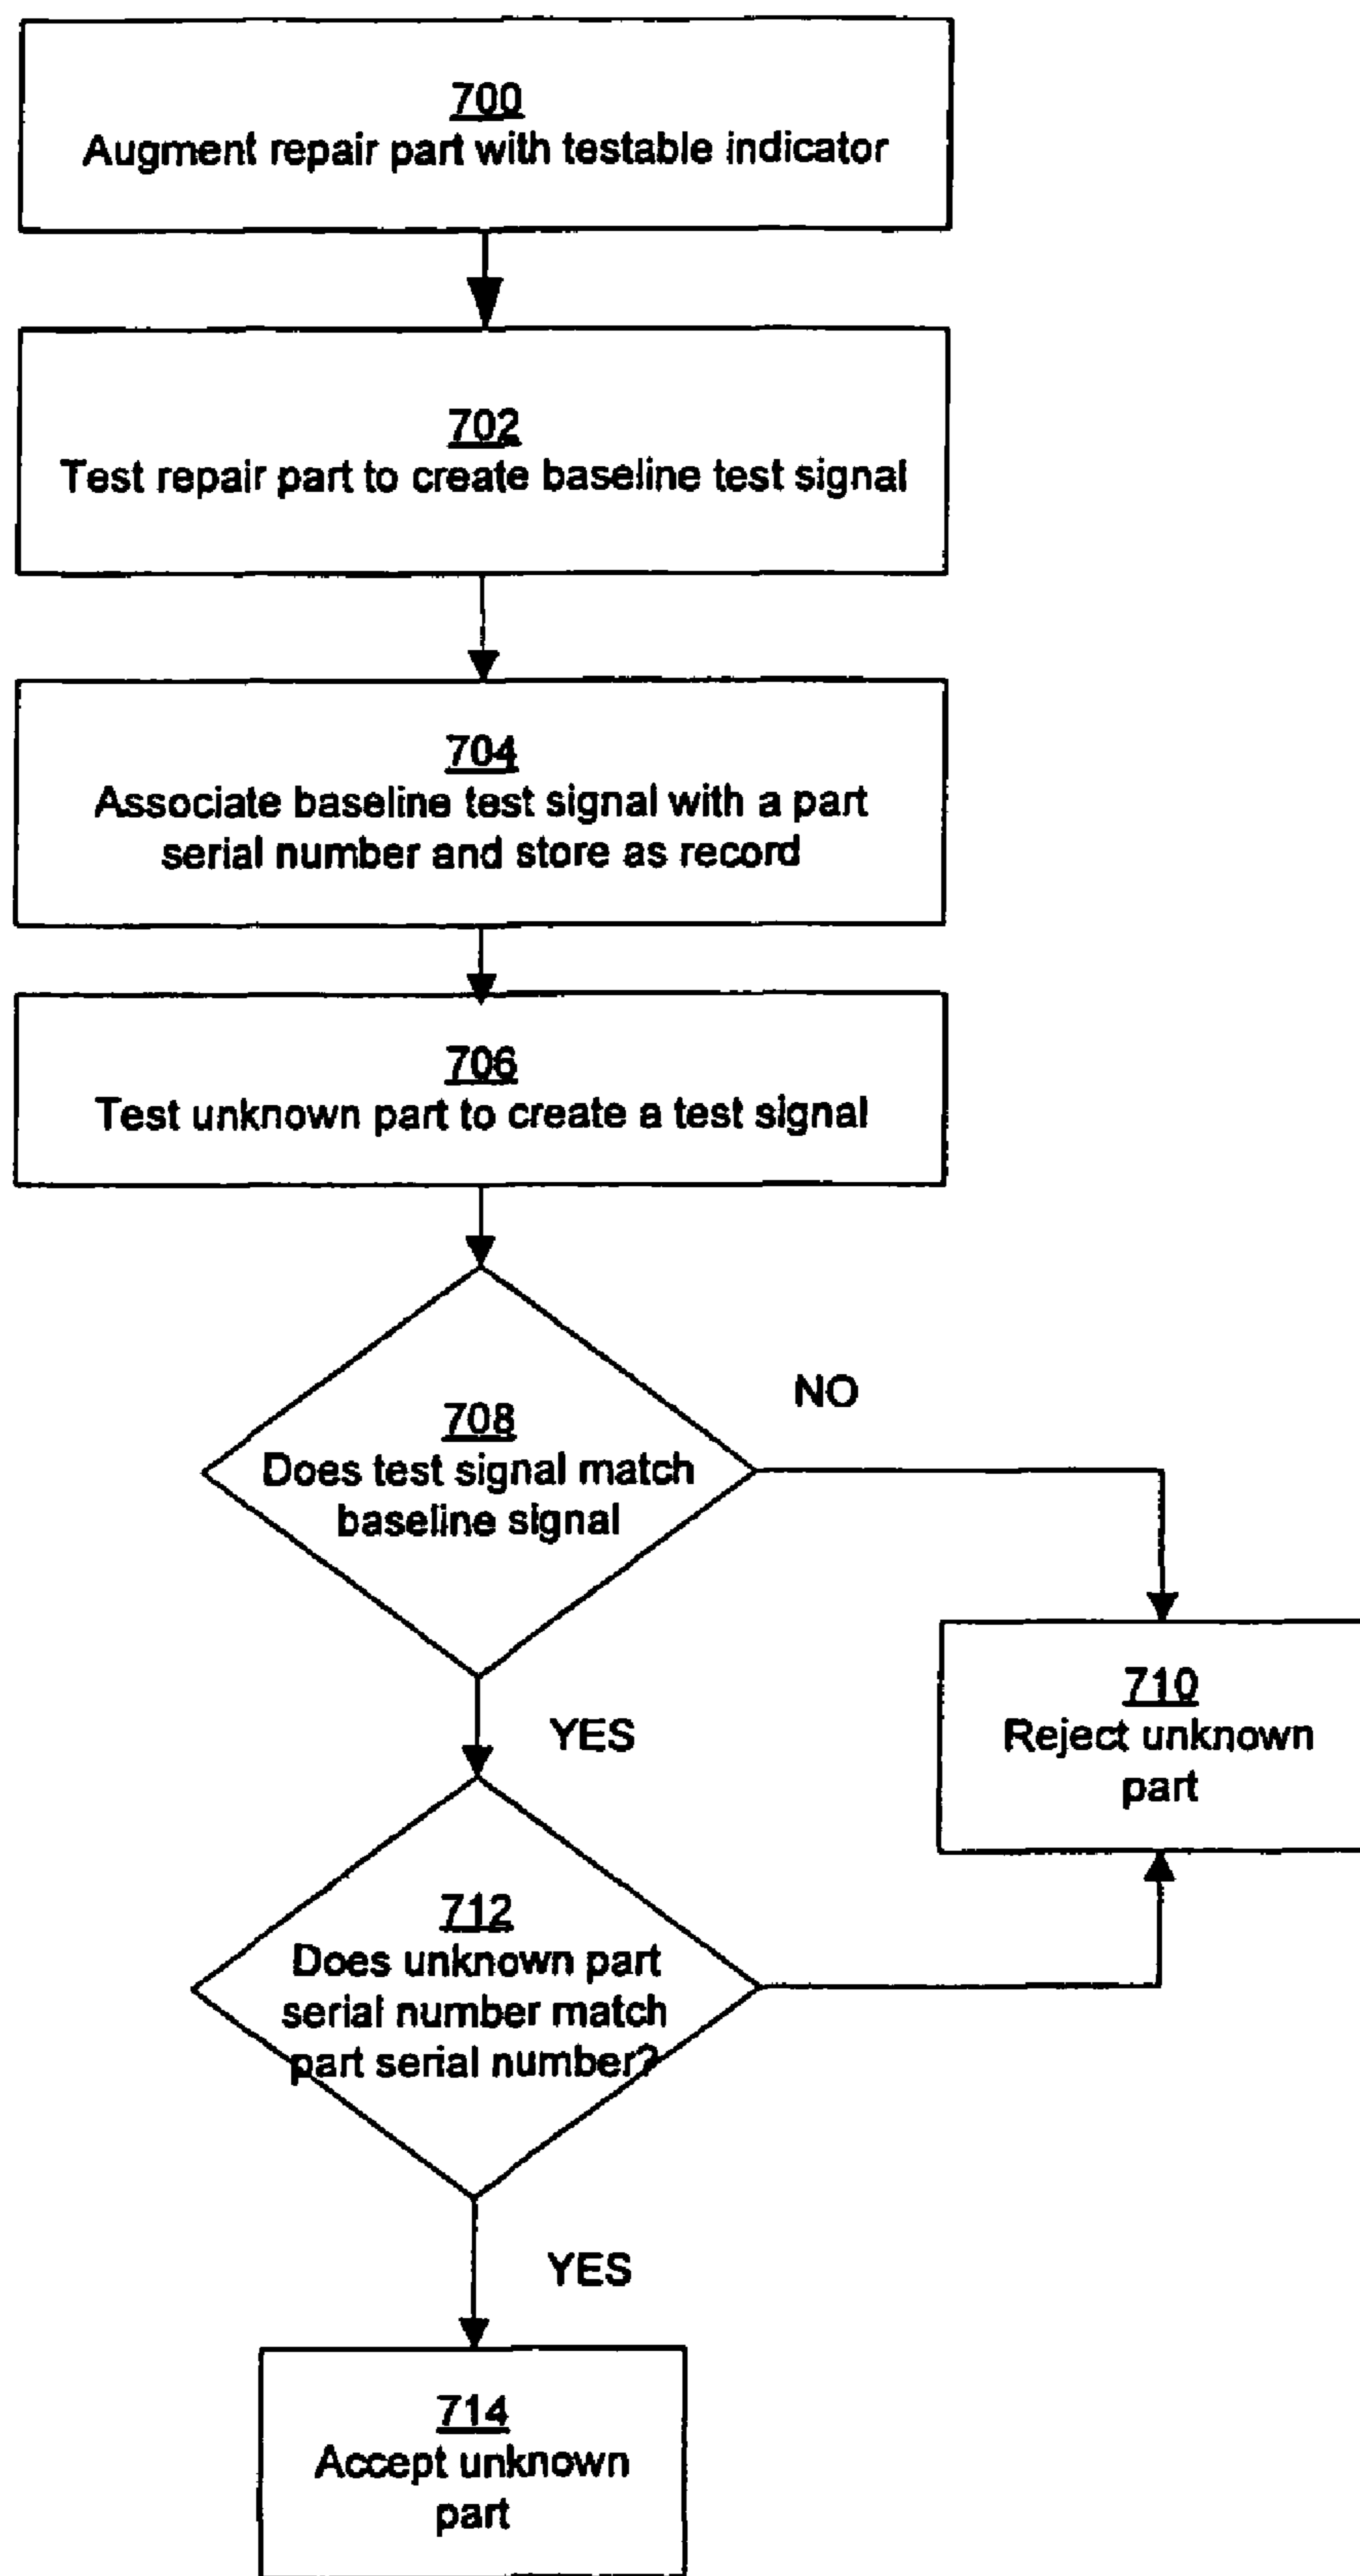 700
Augment repair part with testable indicator
702
Test repair part to create baseline test signal
704
Associate baseline test signal with a part
serial number and store as record
706
Test unknown part to create a test signal
708
Does test signal match
baseline signal
NO
710
Reject unknown
part
YES
712
Does unknown part
serial number match
part serial number?
YES
714
Accept unknown
part